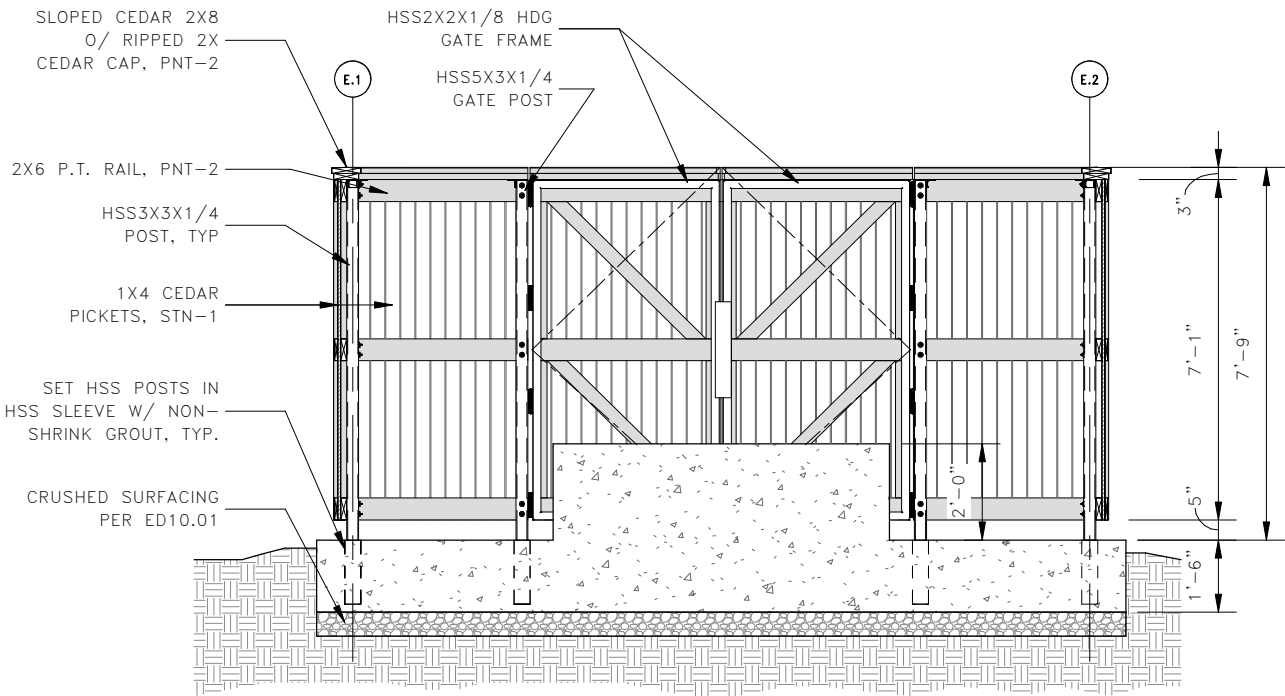 SLOPED CEDAR 2X8
O/ RIPPED 2X
CEDAR CAP, PNT-2
HSS2X2X1/8 HDG
GATE FRAME
HSS5X3X1/4
GATE POST
E.1
E.2
2X6 P.T. RAIL, PNT-2
HSS3X3X1/4
POST, TYP
1X4 CEDAR
PICKETS, STN-1
SET HSS POSTS IN
HSS SLEEVE W/ NON-
SHRINK GROUT, TYP.
CRUSHED SURFACING
PER ED10.01
3"
7'-1"
7'-9"
5"
2'-0"
1'-6"